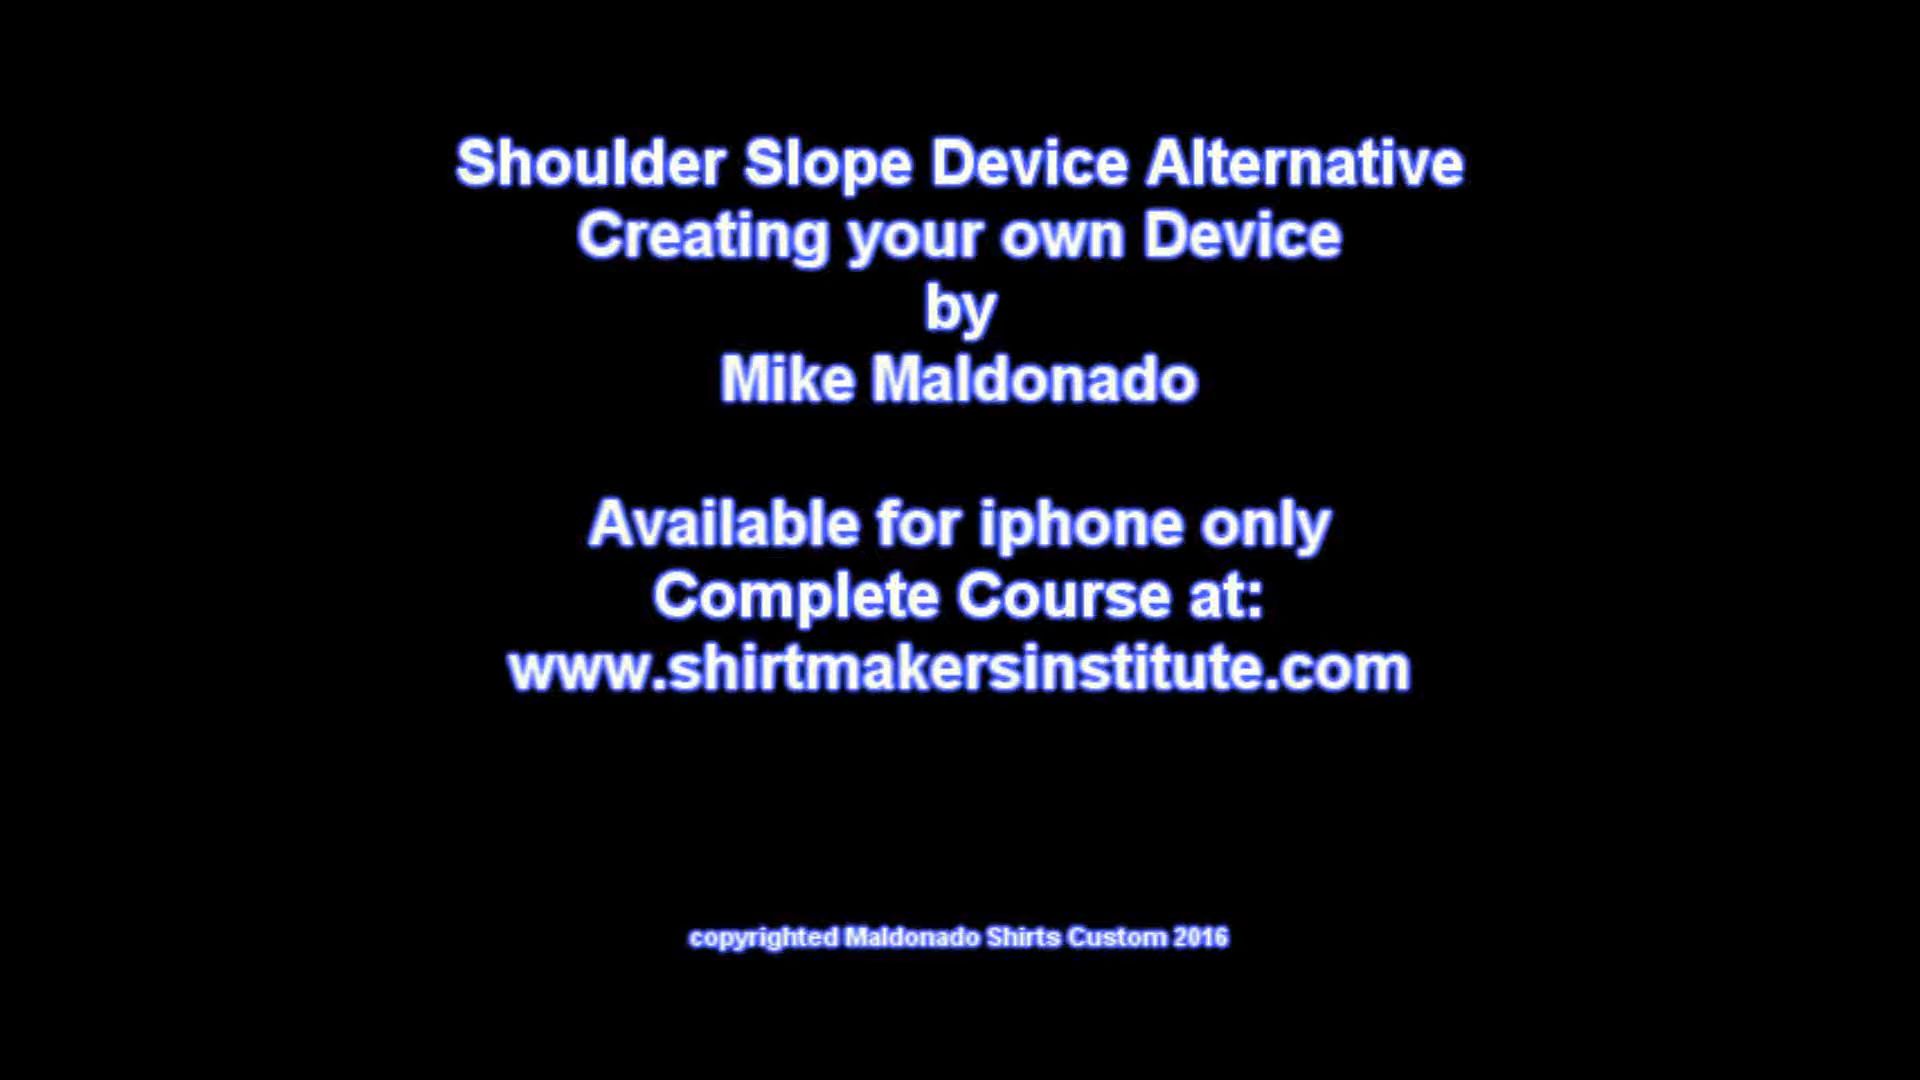 Shoulder Slope Device Alternative
Creating your own Device
by
Mike Maldonado
Available for iphone only
Complete Course at:
www.shirtmakersinstitute.com
copyrighted Maldonado Shirts Custom 2016